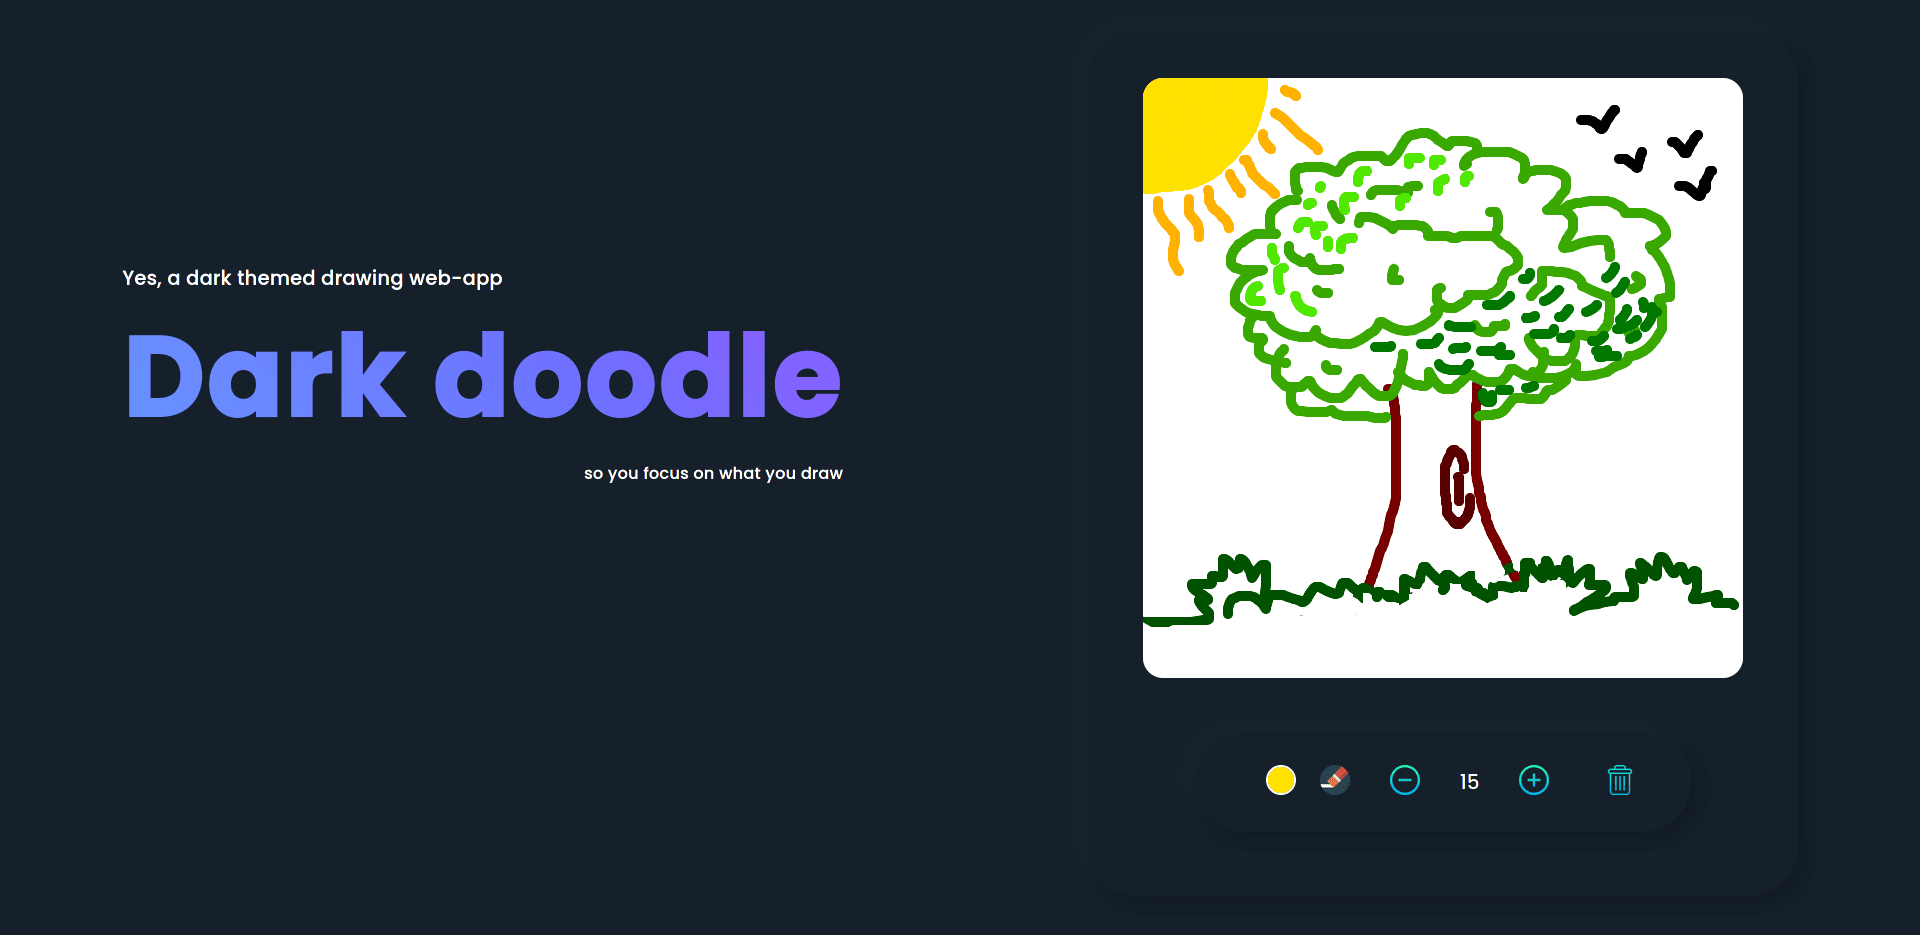 Yes, a dark themed drawing web-app
Dark doodle
so you focus on what you draw
15